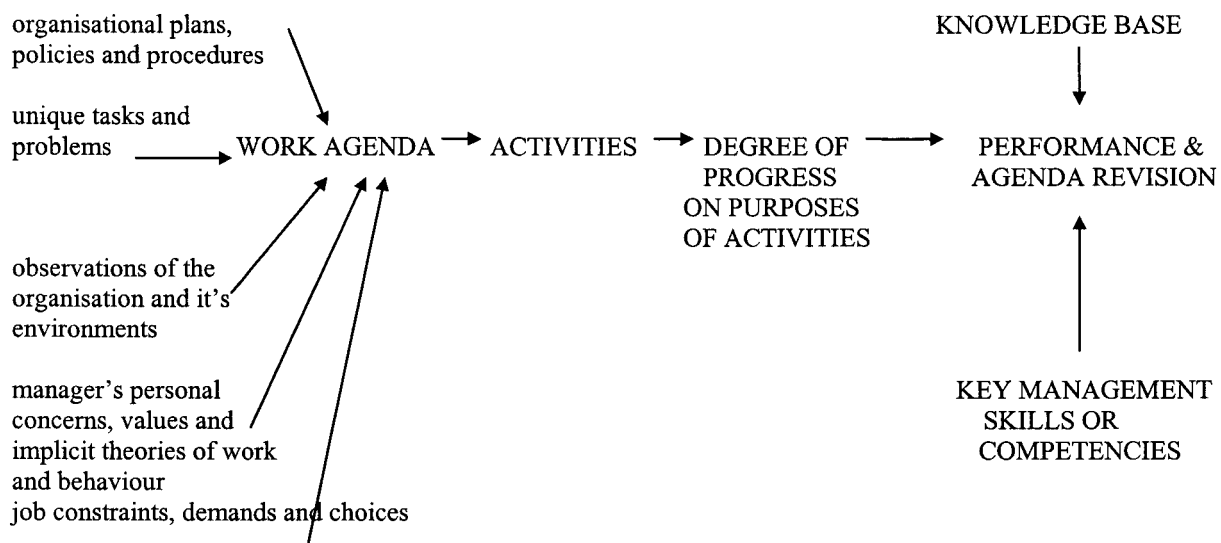 organisational plans,
policies and procedures
unique tasks and
problems
observations of the
organisation and it's
environments
manager's personal
concerns, values and
implicit theories of work
and behaviour
job constraints, demands and choices
WORK AGENDA
ACTIVITIES
DEGREE OF
PROGRESS
ON PURPOSES
OF ACTIVITIES
KNOWLEDGE BASE
PERFORMANCE &
AGENDA REVISION
KEY MANAGEMENT
SKILLS OR
COMPETENCIES